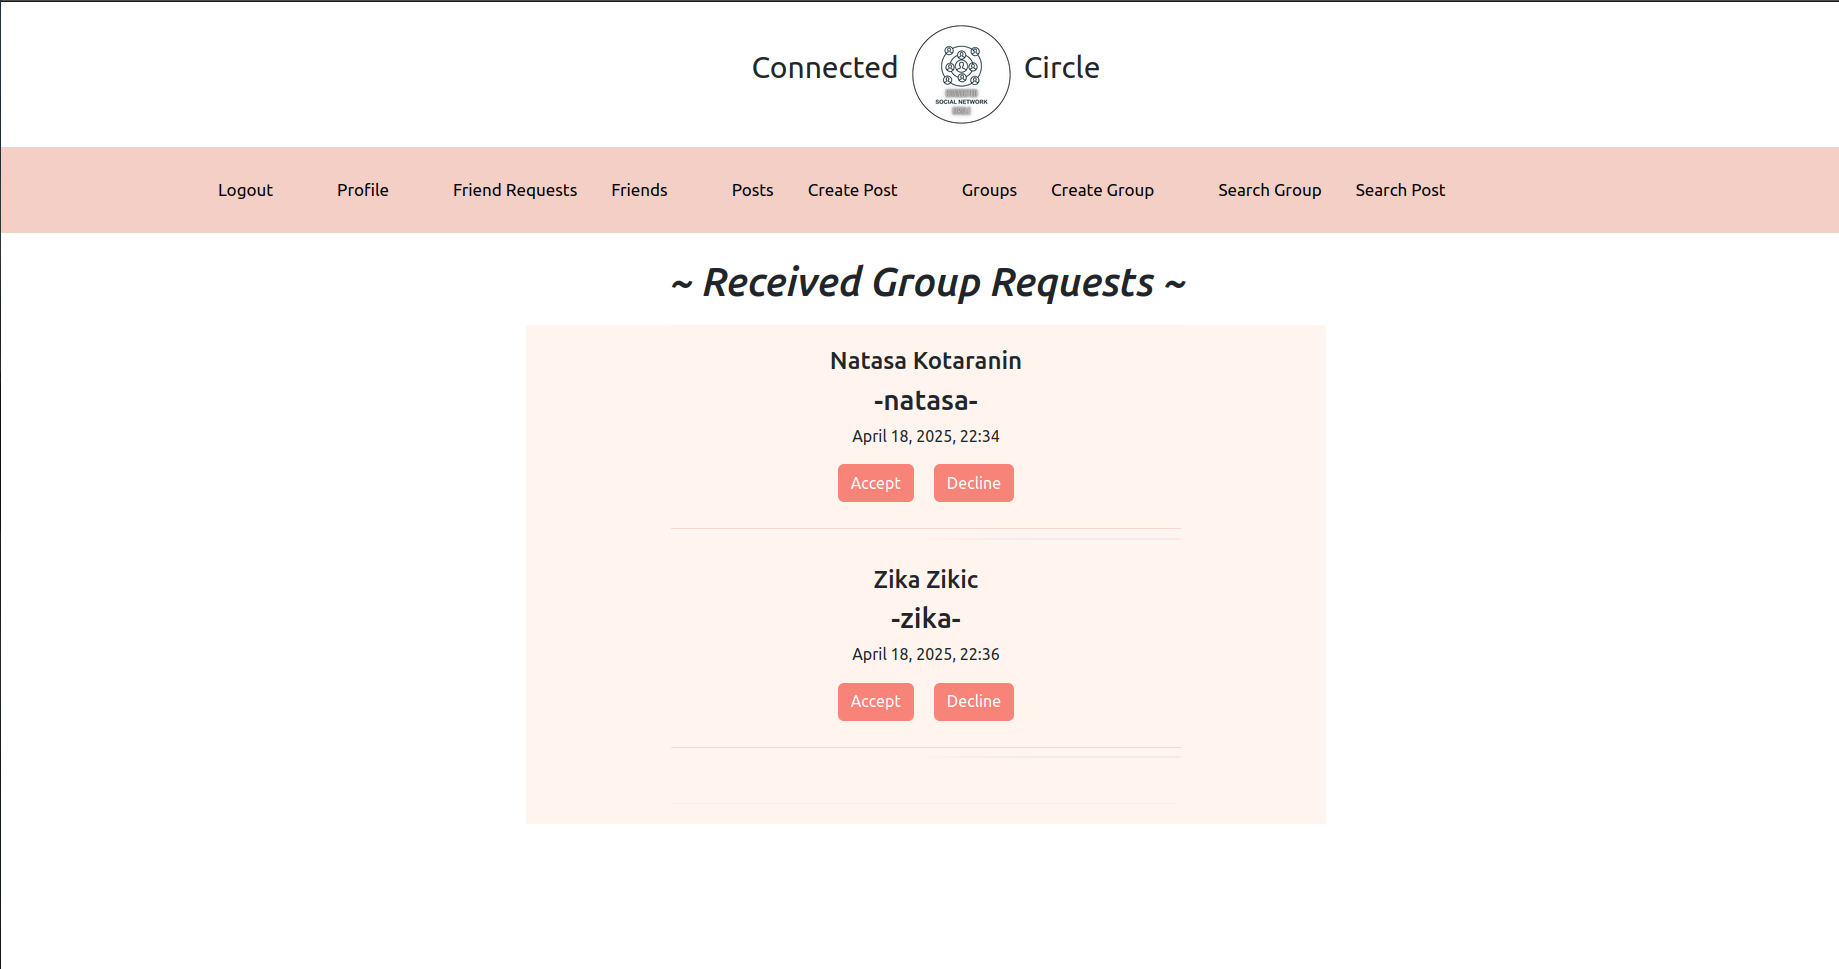 Connected Circle
SOCIAL NETWORK
Logout Profile Friend Requests Friends Posts Create Post Groups Create Group Search Group Search Post
~ Received Group Requests ~
Natasa Kotaranin
-natasa-
April 18, 2025, 22:34
Accept Decline
Zika Zikic
-zika-
April 18, 2025, 22:36
Accept Decline